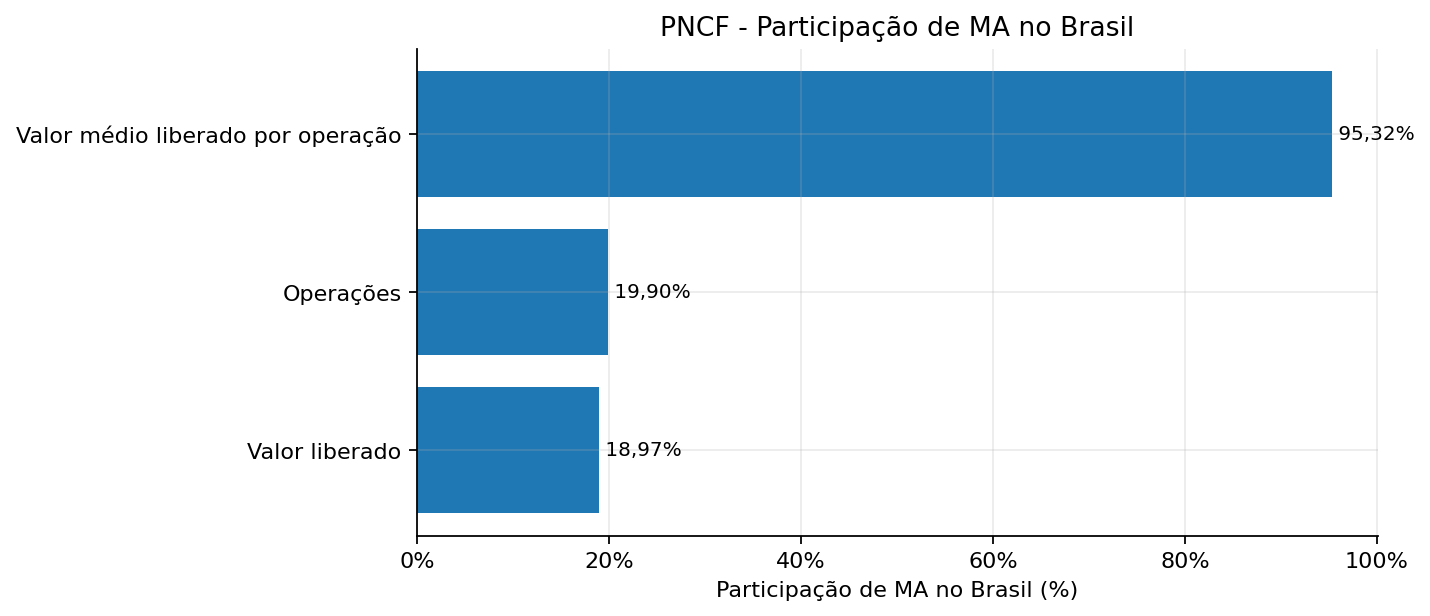 PNCF - Participação de MA no Brasil
Valor médio liberado por operação
95,32%
Operações
19,90%
Valor liberado
18,97%
0%
20%
40%
60%
80%
100%
Participação de MA no Brasil (%)